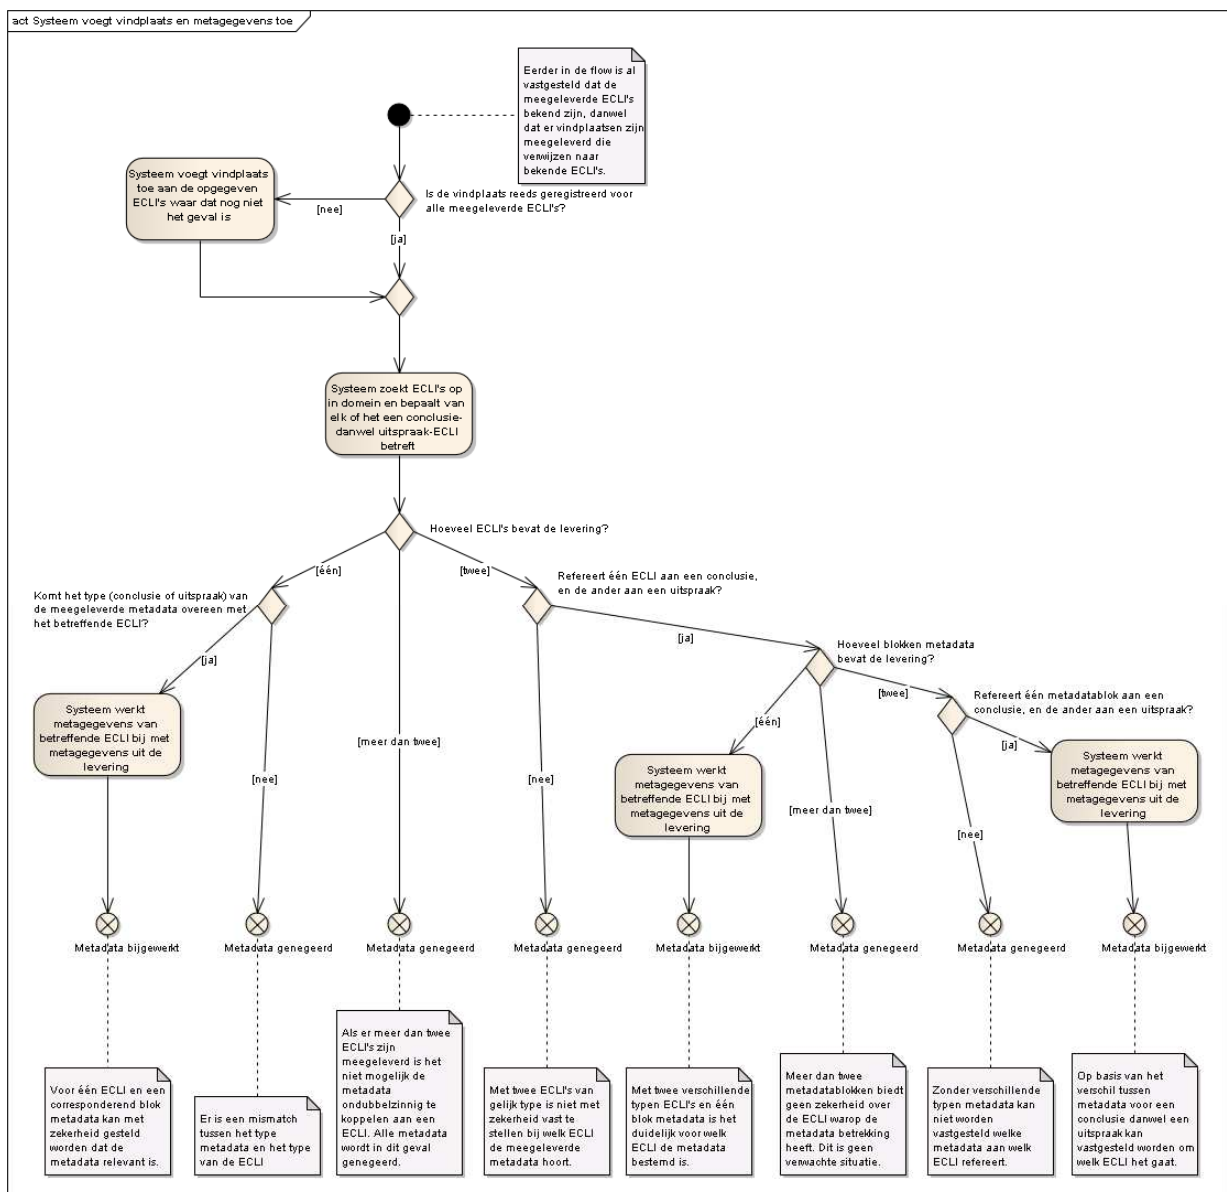 act Systeem voegt vindplaats en metagegevens toe
Eerder in de flow is al
vastgesteld dat de
meegeleverde ECLI's
bekend zijn, danwel
dat er vindplaatsen zijn
meegeleverd die
verwijzen naar
bekende ECLI's.
Systeem voegt vindplaats
toe aan de opgegeven
ECLI's waar dat nog niet
het geval is
[nee]
Is de vindplaats reeds geregistreerd voor
alle meegeleverde ECLI's?
[ja]
Systeem zoekt ECLI's op
in domein en bepaalt van
elk of het een conclusie-
danwel uitspraak-ECLI
betreft
Hoeveel ECLI's bevat de levering?
[één]
[twee]
[meer dan twee]
Komt het type (conclusie of uitspraak) van
de meegeleverde metadata overeen met
het betreffende ECLI?
[ja]
[nee]
Refereert één ECLI aan een conclusie,
en de ander aan een uitspraak?
[ja]
[nee]
Hoeveel blokken metadata
bevat de levering?
[twee]
[één]
[meer dan twee]
Refereert één metadatablok aan een
conclusie, en de ander aan een uitspraak?
[ja]
[nee]
Systeem werkt
metagegevens van
betreffende ECLI bij met
metagegevens uit de
levering
Systeem werkt
metagegevens van
betreffende ECLI bij met
metagegevens uit de
levering
Systeem werkt
metagegevens van
betreffende ECLI bij met
metagegevens uit de
levering
Metadata bijgewerkt
Metadata genegeerd
Metadata genegeerd
Metadata genegeerd
Metadata bijgewerkt
Metadata genegeerd
Metadata genegeerd
Metadata bijgewerkt
Voor één ECLI en een
corresponderend blok
metadata kan met
zekerheid gesteld
worden dat de
metadata relevant is.
Er is een mismatch
tussen het type
metadata en het type
van de ECLI
Als er meer dan twee
ECLI's zijn
meegeleverd is het
niet mogelijk de
metadata
ondubbelzinnig te
koppelen aan een
ECLI. Alle metadata
wordt in dit geval
genegeerd.
Met twee ECLI's van
gelijk type is niet met
zekerheid vast te
stellen bij welk ECLI
de meegeleverde
metadata hoort.
Met twee verschillende
typen ECLI's en één
blok metadata is het
duidelijk voor welk
ECLI de metadata
bestemd is.
Meer dan twee
metadatablokken biedt
geen zekerheid over
de ECLI warop de
metadata betrekking
heeft. Dit is geen
verwachte situatie.
Zonder verschillende
typen metadata kan
niet worden
vastgesteld welke
metadata aan welk
ECLI refereert.
Op basis van het
verschil tussen
metadata voor een
conclusie danwel een
uitspraak kan
vastgesteld worden om
welk ECLI het gaat.